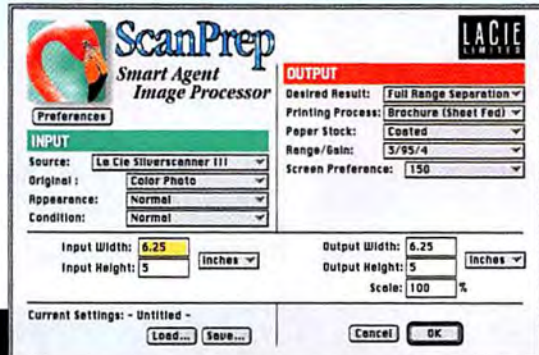 ScanPrep
Smart Agent
Image Processor
LACIE
LIMITED
Preferences
INPUT
Source: La Cie Silverscanner III
Original : Color Photo
Appearance: Normal
Condition: Normal
OUTPUT
Desired Result: Full Range Separation
Printing Process: Brochure (Sheet Fed)
Paper Stock: Coated
Range/Gain: 3/95/4
Screen Preference: 150
Input Width: 6.25
Input Height: 5
Inches
Output Width: 6.25
Output Height: 5
Inches
Scale: 100 %
Current Settings: - Untitled -
Load... Save...
Cancel OK